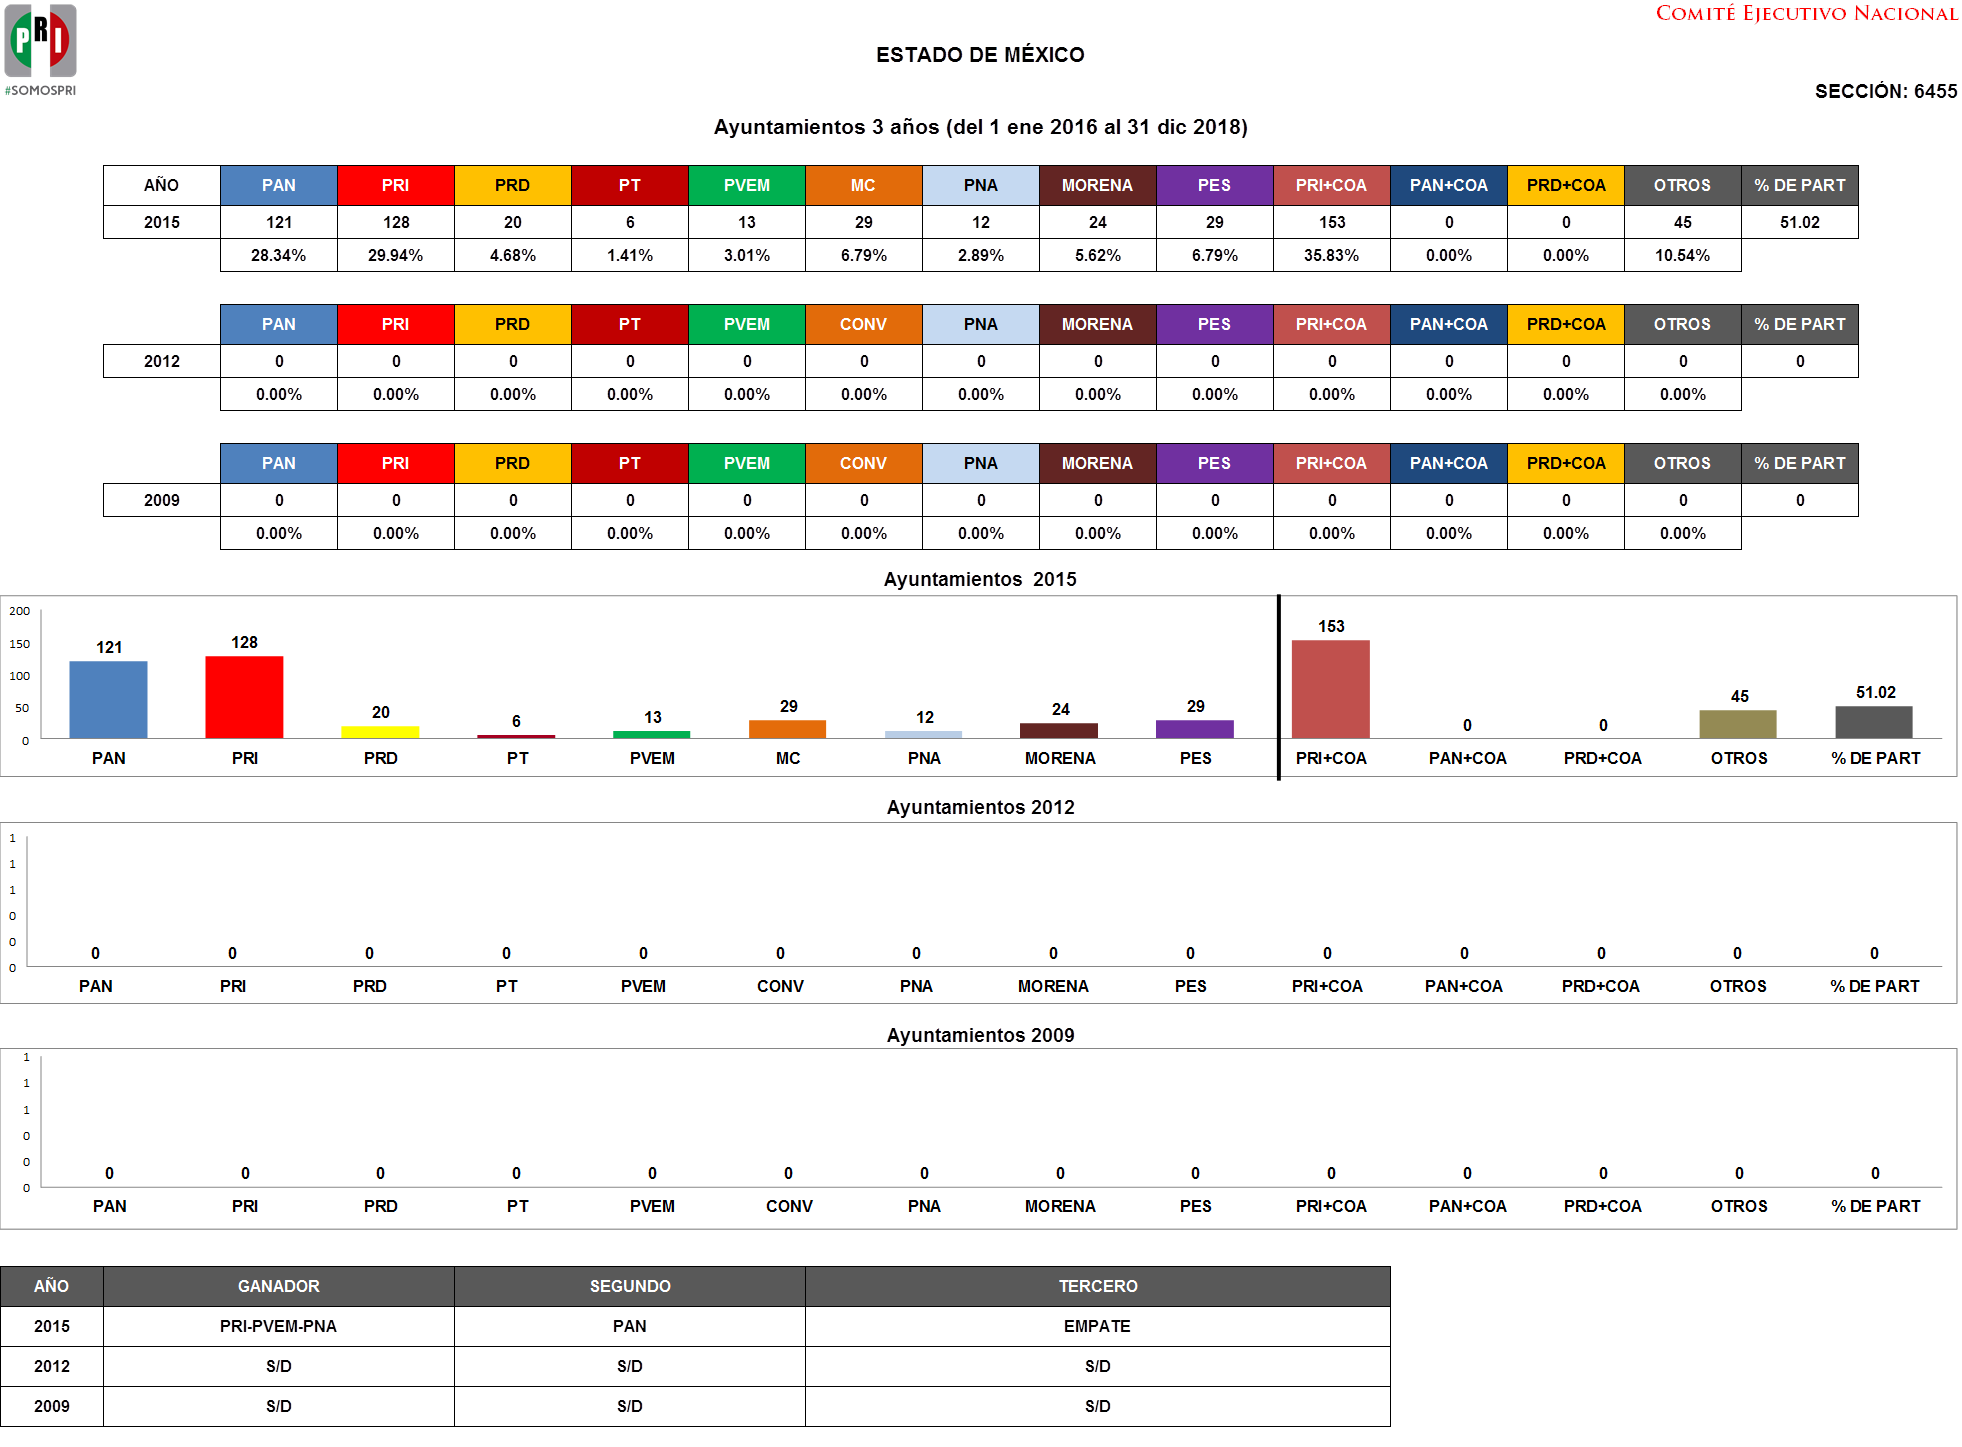 COMITÉ EJECUTIVO NACIONAL
PRI
#SOMOSPRI
ESTADO DE MÉXICO
SECCIÓN: 6455
Ayuntamientos 3 años (del 1 ene 2016 al 31 dic 2018)
AÑO PAN PRI PRD PT PVEM MC PNA MORENA PES PRI+COA PAN+COA PRD+COA OTROS % DE PART
2015 121 128 20 6 13 29 12 24 29 153 0 0 45 51.02
28.34% 29.94% 4.68% 1.41% 3.01% 6.79% 2.89% 5.62% 6.79% 35.83% 0.00% 0.00% 10.54%
PAN PRI PRD PT PVEM CONV PNA MORENA PES PRI+COA PAN+COA PRD+COA OTROS % DE PART
2012 0 0 0 0 0 0 0 0 0 0 0 0 0 0
0.00% 0.00% 0.00% 0.00% 0.00% 0.00% 0.00% 0.00% 0.00% 0.00% 0.00% 0.00% 0.00%
PAN PRI PRD PT PVEM CONV PNA MORENA PES PRI+COA PAN+COA PRD+COA OTROS % DE PART
2009 0 0 0 0 0 0 0 0 0 0 0 0 0 0
0.00% 0.00% 0.00% 0.00% 0.00% 0.00% 0.00% 0.00% 0.00% 0.00% 0.00% 0.00% 0.00%
Ayuntamientos 2015
200
150
100
50
0
121 128 20 6 13 29 12 24 29 153 0 0 45 51.02
PAN PRI PRD PT PVEM MC PNA MORENA PES PRI+COA PAN+COA PRD+COA OTROS % DE PART
Ayuntamientos 2012
1
1
1
0
0
0
0 0 0 0 0 0 0 0 0 0 0 0 0 0
PAN PRI PRD PT PVEM CONV PNA MORENA PES PRI+COA PAN+COA PRD+COA OTROS % DE PART
Ayuntamientos 2009
1
1
1
0
0
0
0 0 0 0 0 0 0 0 0 0 0 0 0 0
PAN PRI PRD PT PVEM CONV PNA MORENA PES PRI+COA PAN+COA PRD+COA OTROS % DE PART
AÑO GANADOR SEGUNDO TERCERO
2015 PRI-PVEM-PNA PAN EMPATE
2012 S/D S/D S/D
2009 S/D S/D S/D